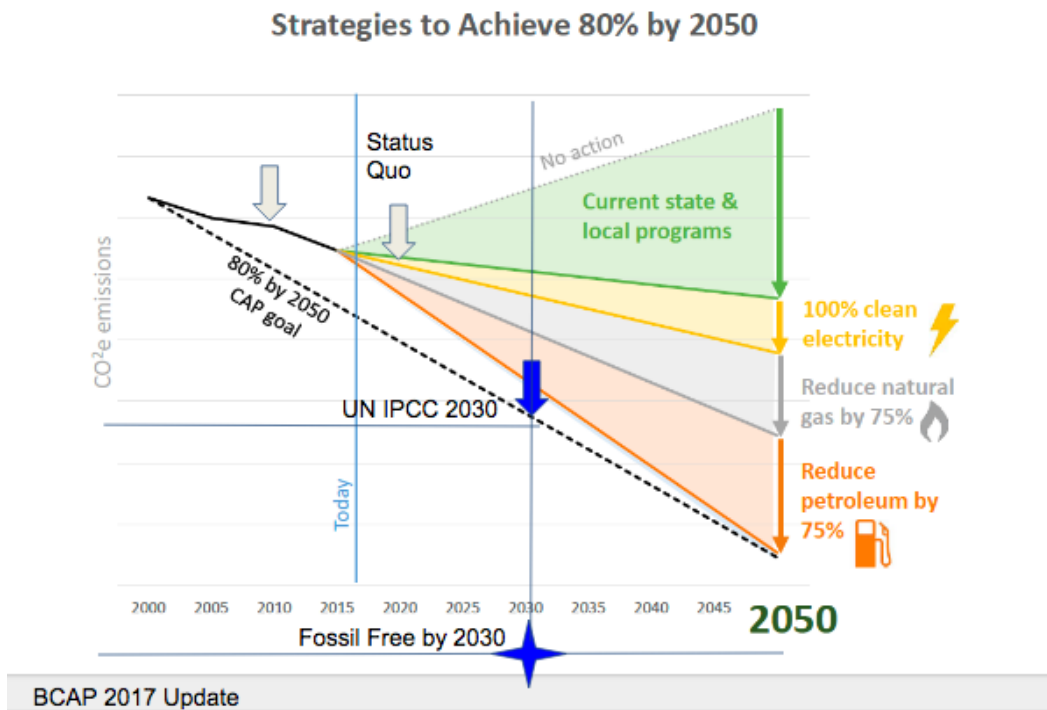 Strategies to Achieve 80% by 2050
Status
Quo
No action
Current state &
local programs
CO²e emissions
80% by 2050
CAP goal
100% clean
electricity
UN IPCC 2030
Reduce natural
gas by 75%
Today
Reduce
petroleum by
75%
2000 2005 2010 2015 2020 2025 2030 2035 2040 2045 2050
Fossil Free by 2030
BCAP 2017 Update